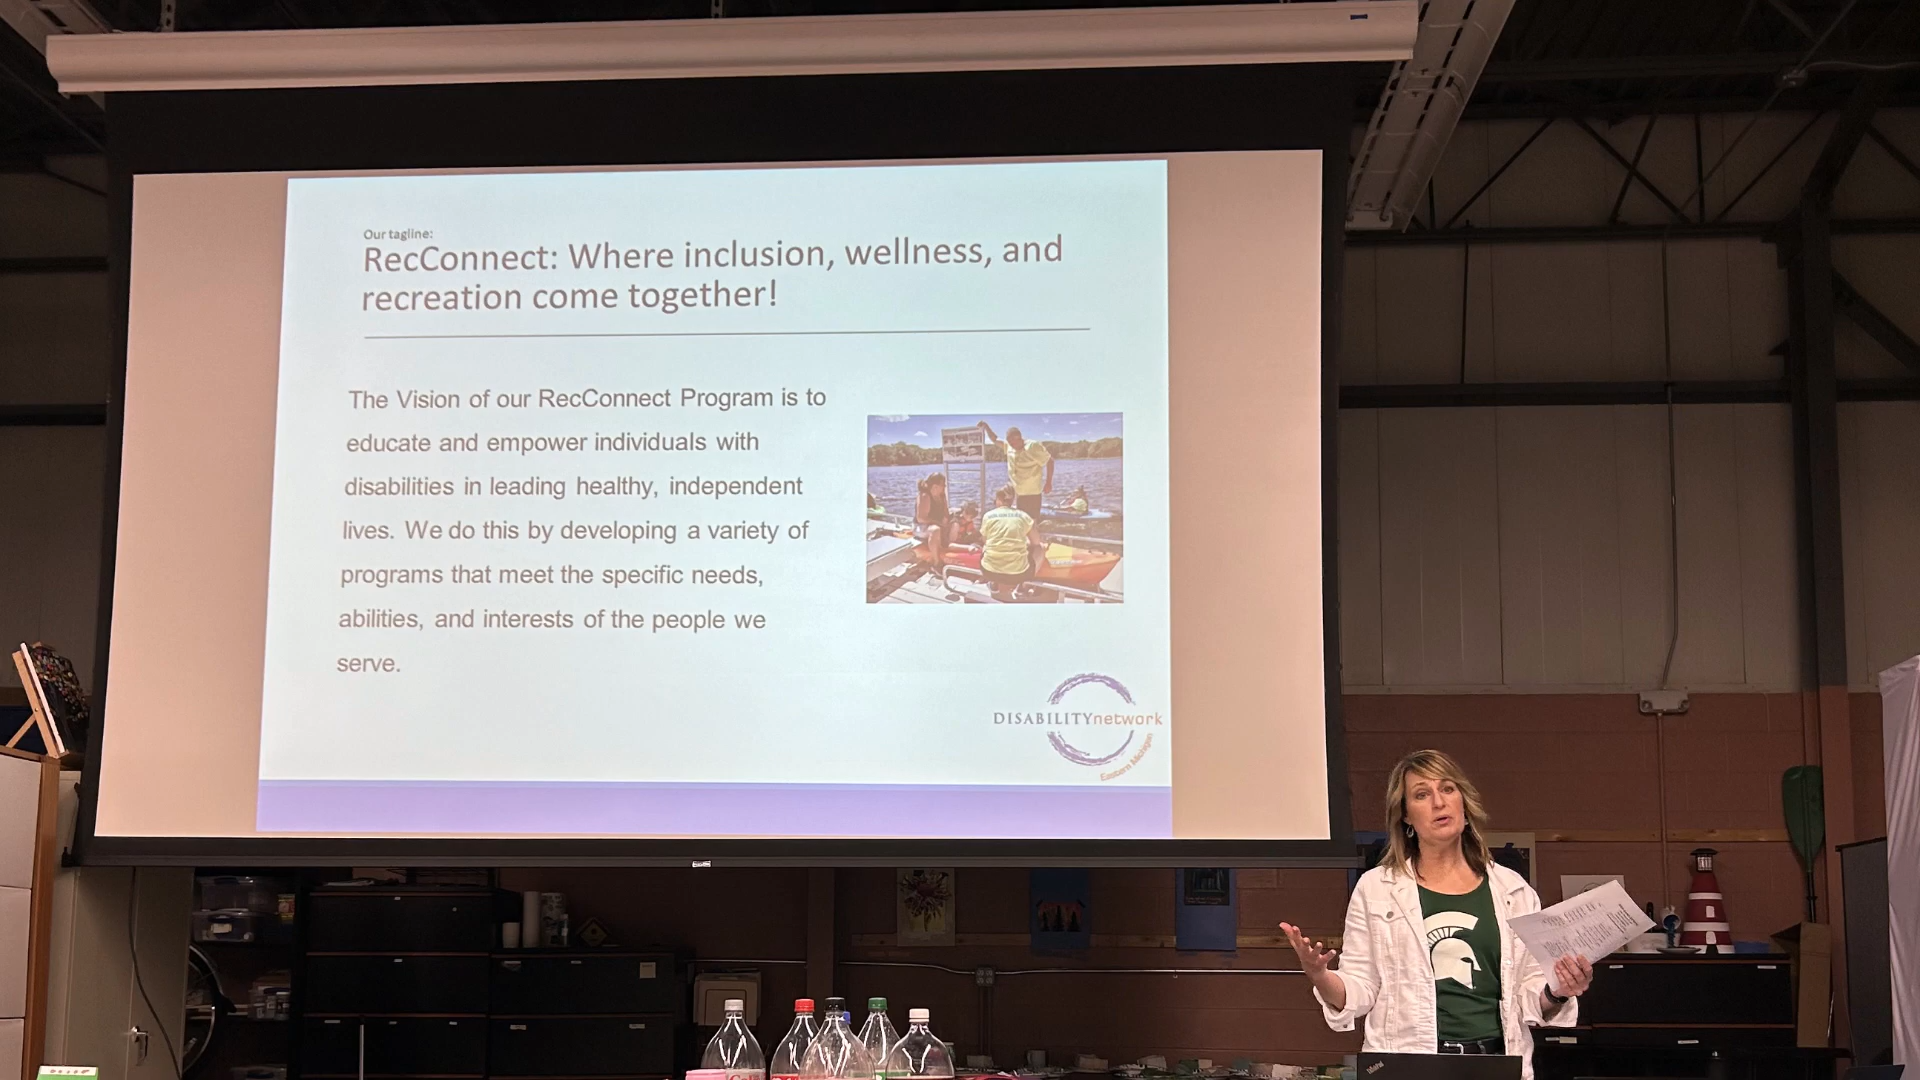 Our tagline:
RecConnect: Where inclusion, wellness, and
recreation come together!
The Vision of our RecConnect Program is to
educate and empower individuals with
disabilities in leading healthy, independent
lives. We do this by developing a variety of
programs that meet the specific needs,
abilities, and interests of the people we
serve.
DISABILITYnetwork
Eastern Michigan